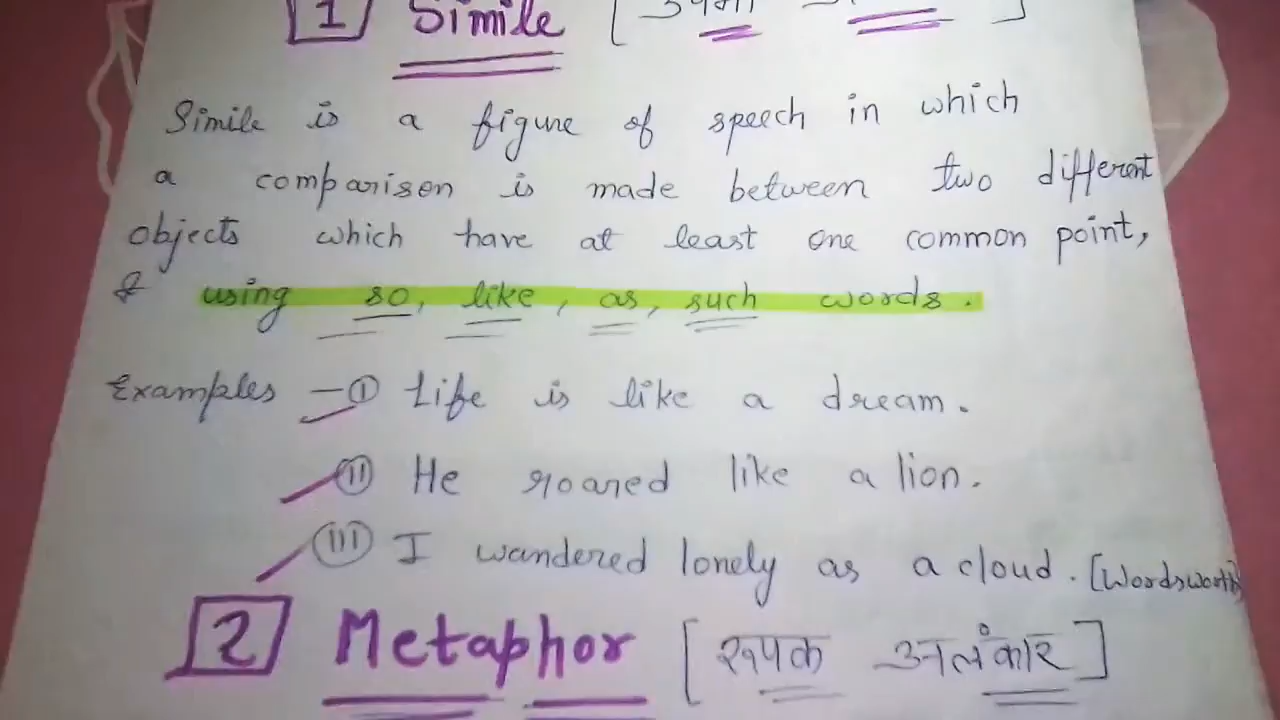 1 Simile [उपमा
Simile is a figure of speech in which
a comparison is made between two different
objects which have at least one common point,
& using so, like, as, such words.
Examples – (I) Life is like a dream.
(II) He roared like a lion.
(III) I wandered lonely as a cloud. [Wordsworth]
2 Metaphor [रूपक अलंकार]